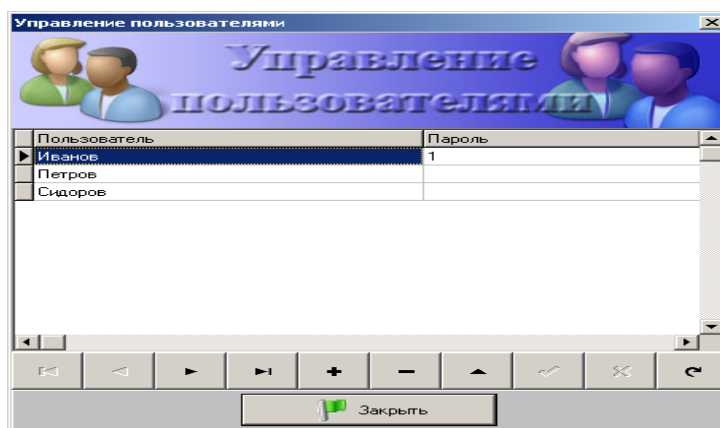 Управление пользователями
Управление
пользователями
Пользователь Пароль
Иванов 1
Петров
Сидоров
Закрыть